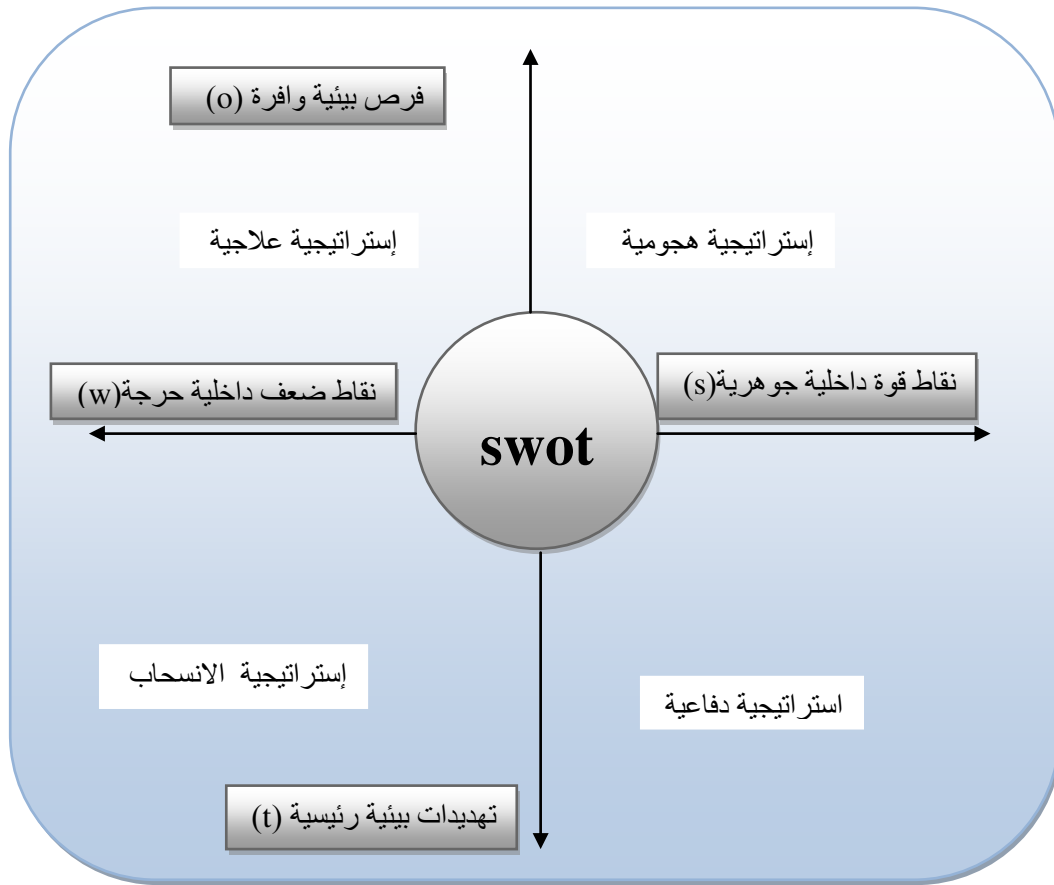 فرص بيئية وافرة (o)
إستراتيجية هجومية
إستراتيجية علاجية
نقاط قوة داخلية جوهرية(s)
نقاط ضعف داخلية حرجة(w)
swot
إستراتيجية الانسحاب
استراتيجية دفاعية
تهديدات بيئية رئيسية (t)